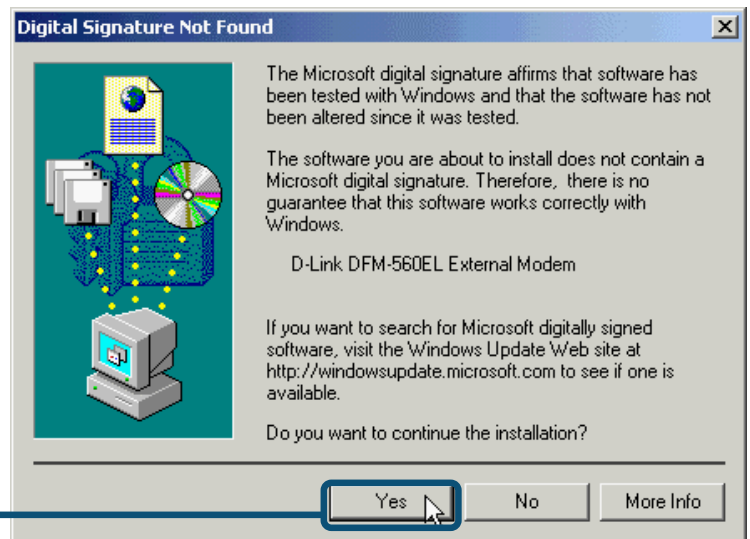 Digital Signature Not Found
The Microsoft digital signature affirms that software has
been tested with Windows and that the software has not
been altered since it was tested.
The software you are about to install does not contain a
Microsoft digital signature. Therefore,  there is no
guarantee that this software works correctly with
Windows.
D-Link DFM-560EL External Modem
If you want to search for Microsoft digitally signed
software, visit the Windows Update Web site at
http://windowsupdate.microsoft.com to see if one is
available.
Do you want to continue the installation?
Yes No More Info